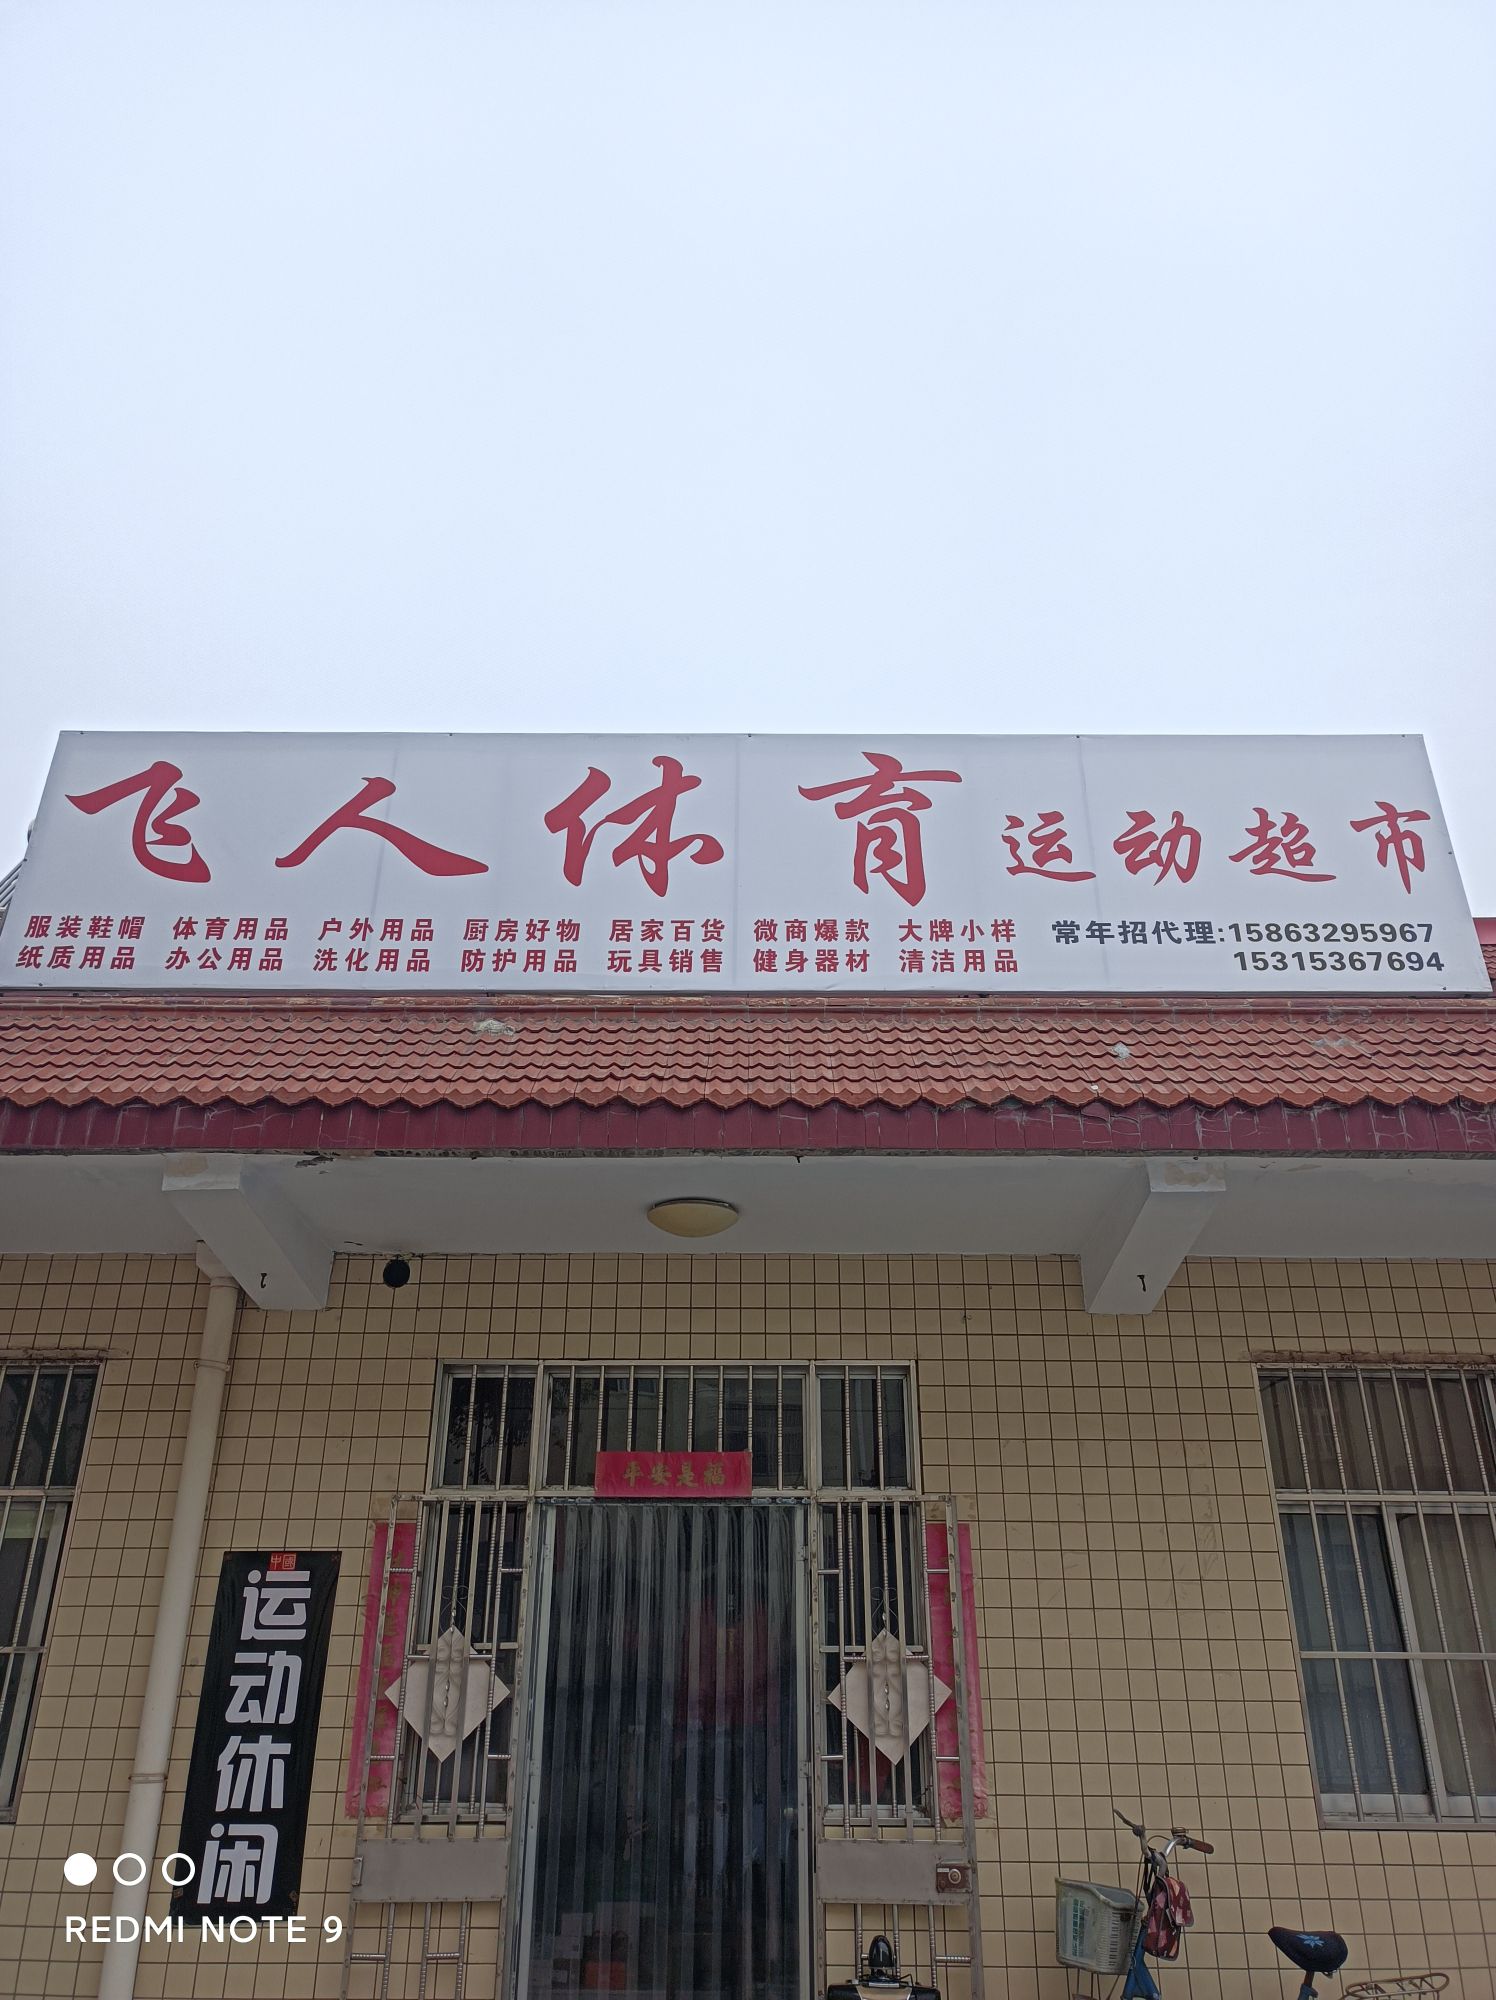 飞人体育 运动超市
服装鞋帽 体育用品 户外用品 厨房好物 居家百货 微商爆款 大牌小样 常年招代理:15863295967
纸质用品 办公用品 洗化用品 防护用品 玩具销售 健身器材 清洁用品 15315367694
平安是福
中國
运动休闲
REDMI NOTE 9